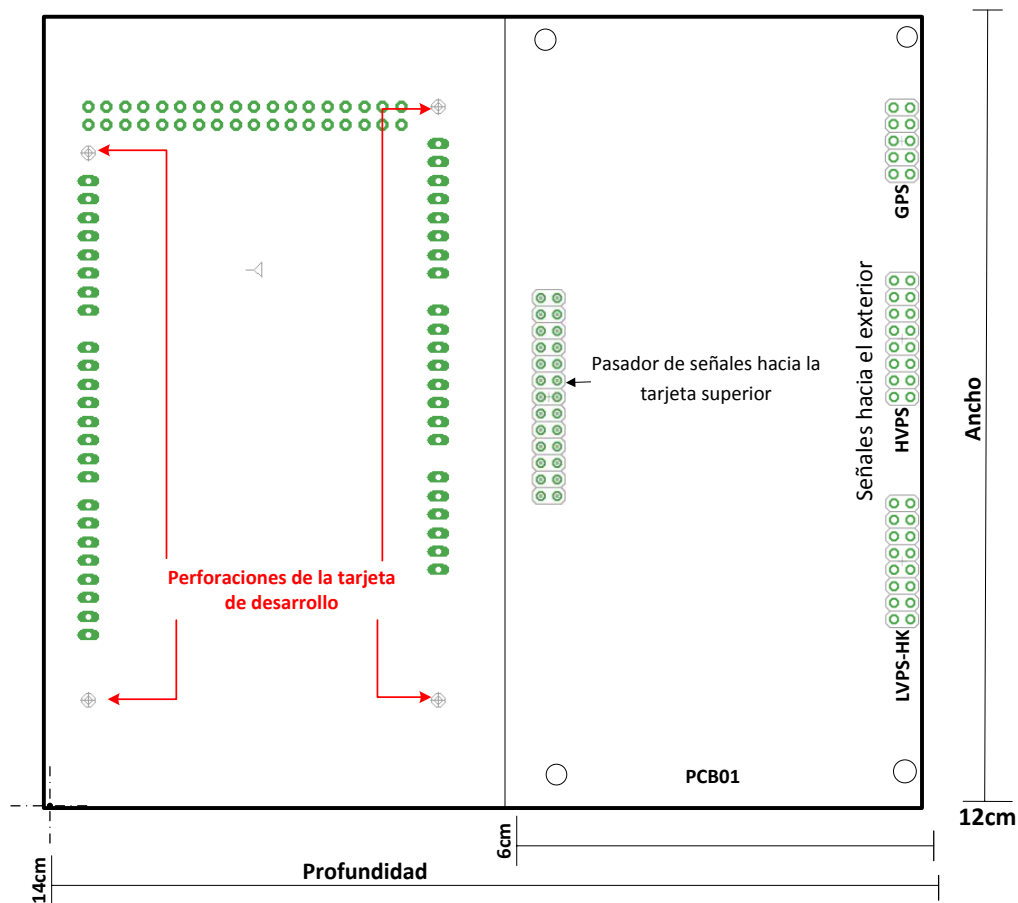 GPS
Señales hacia el exterior
HVPS
Ancho
Pasador de señales hacia la
tarjeta superior
Perforaciones de la tarjeta
de desarrollo
LVPS-HK
PCB01
12cm
6cm
Profundidad
14cm